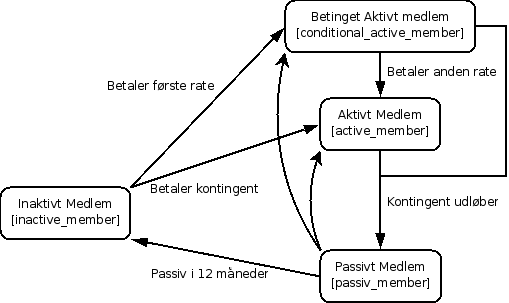 Betinget Aktivt medlem
[conditional_active_member]
Betaler første rate
Betaler anden rate
Aktivt Medlem
[active_member]
Betaler kontingent
Inaktivt Medlem
[inactive_member]
Kontingent udløber
Passiv i 12 måneder
Passivt Medlem
[passiv_member]